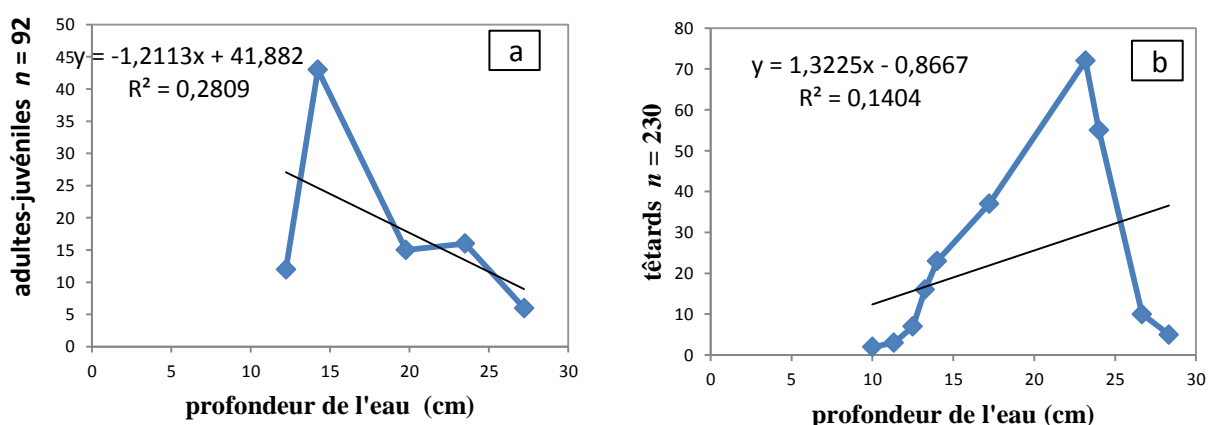 a
y = -1,2113x + 41,882
R² = 0,2809
adultes-juvéniles n = 92
50
45
40
35
30
25
20
15
10
5
0
0 5 10 15 20 25 30
profondeur de l'eau (cm)
b
y = 1,3225x - 0,8667
R² = 0,1404
têtards n = 230
80
70
60
50
40
30
20
10
0
0 5 10 15 20 25 30
profondeur de l'eau (cm)